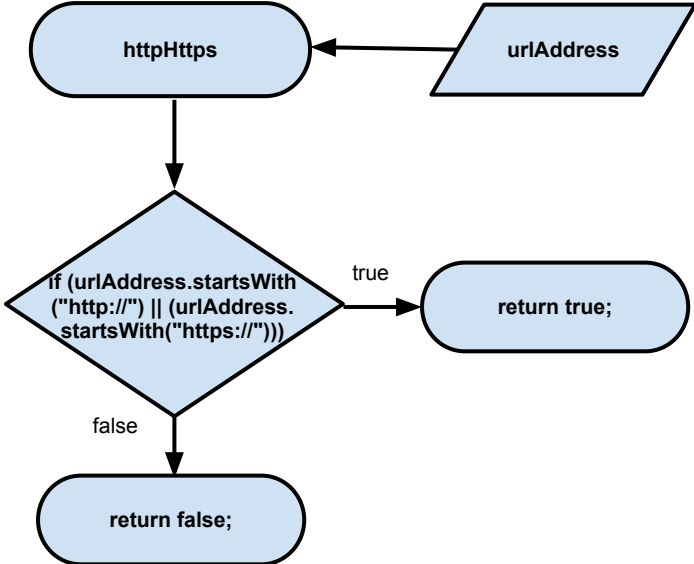 httpHttps
urlAddress
if (urlAddress.startsWith
("http://") || (urlAddress.
startsWith("https://")))
true
return true;
false
return false;